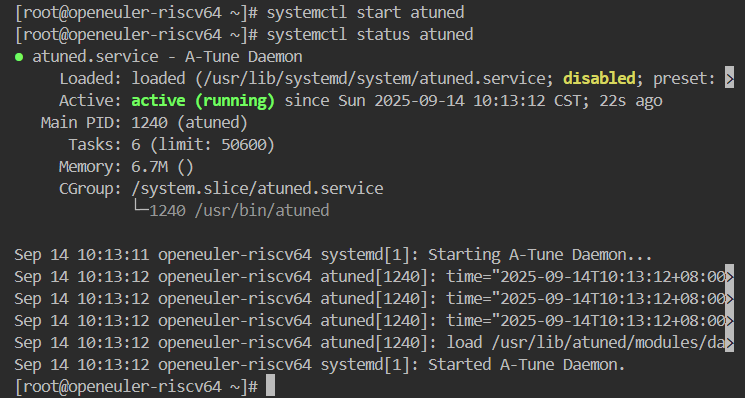 [root@openeuler-riscv64 ~]# systemctl start atuned
[root@openeuler-riscv64 ~]# systemctl status atuned
● atuned.service - A-Tune Daemon
     Loaded: loaded (/usr/lib/systemd/system/atuned.service; disabled; preset: >
     Active: active (running) since Sun 2025-09-14 10:13:12 CST; 22s ago
   Main PID: 1240 (atuned)
      Tasks: 6 (limit: 50600)
     Memory: 6.7M ()
     CGroup: /system.slice/atuned.service
             └─1240 /usr/bin/atuned

Sep 14 10:13:11 openeuler-riscv64 systemd[1]: Starting A-Tune Daemon...
Sep 14 10:13:12 openeuler-riscv64 atuned[1240]: time="2025-09-14T10:13:12+08:00>
Sep 14 10:13:12 openeuler-riscv64 atuned[1240]: time="2025-09-14T10:13:12+08:00>
Sep 14 10:13:12 openeuler-riscv64 atuned[1240]: time="2025-09-14T10:13:12+08:00>
Sep 14 10:13:12 openeuler-riscv64 atuned[1240]: load /usr/lib/atuned/modules/da>
Sep 14 10:13:12 openeuler-riscv64 systemd[1]: Started A-Tune Daemon.
[root@openeuler-riscv64 ~]#